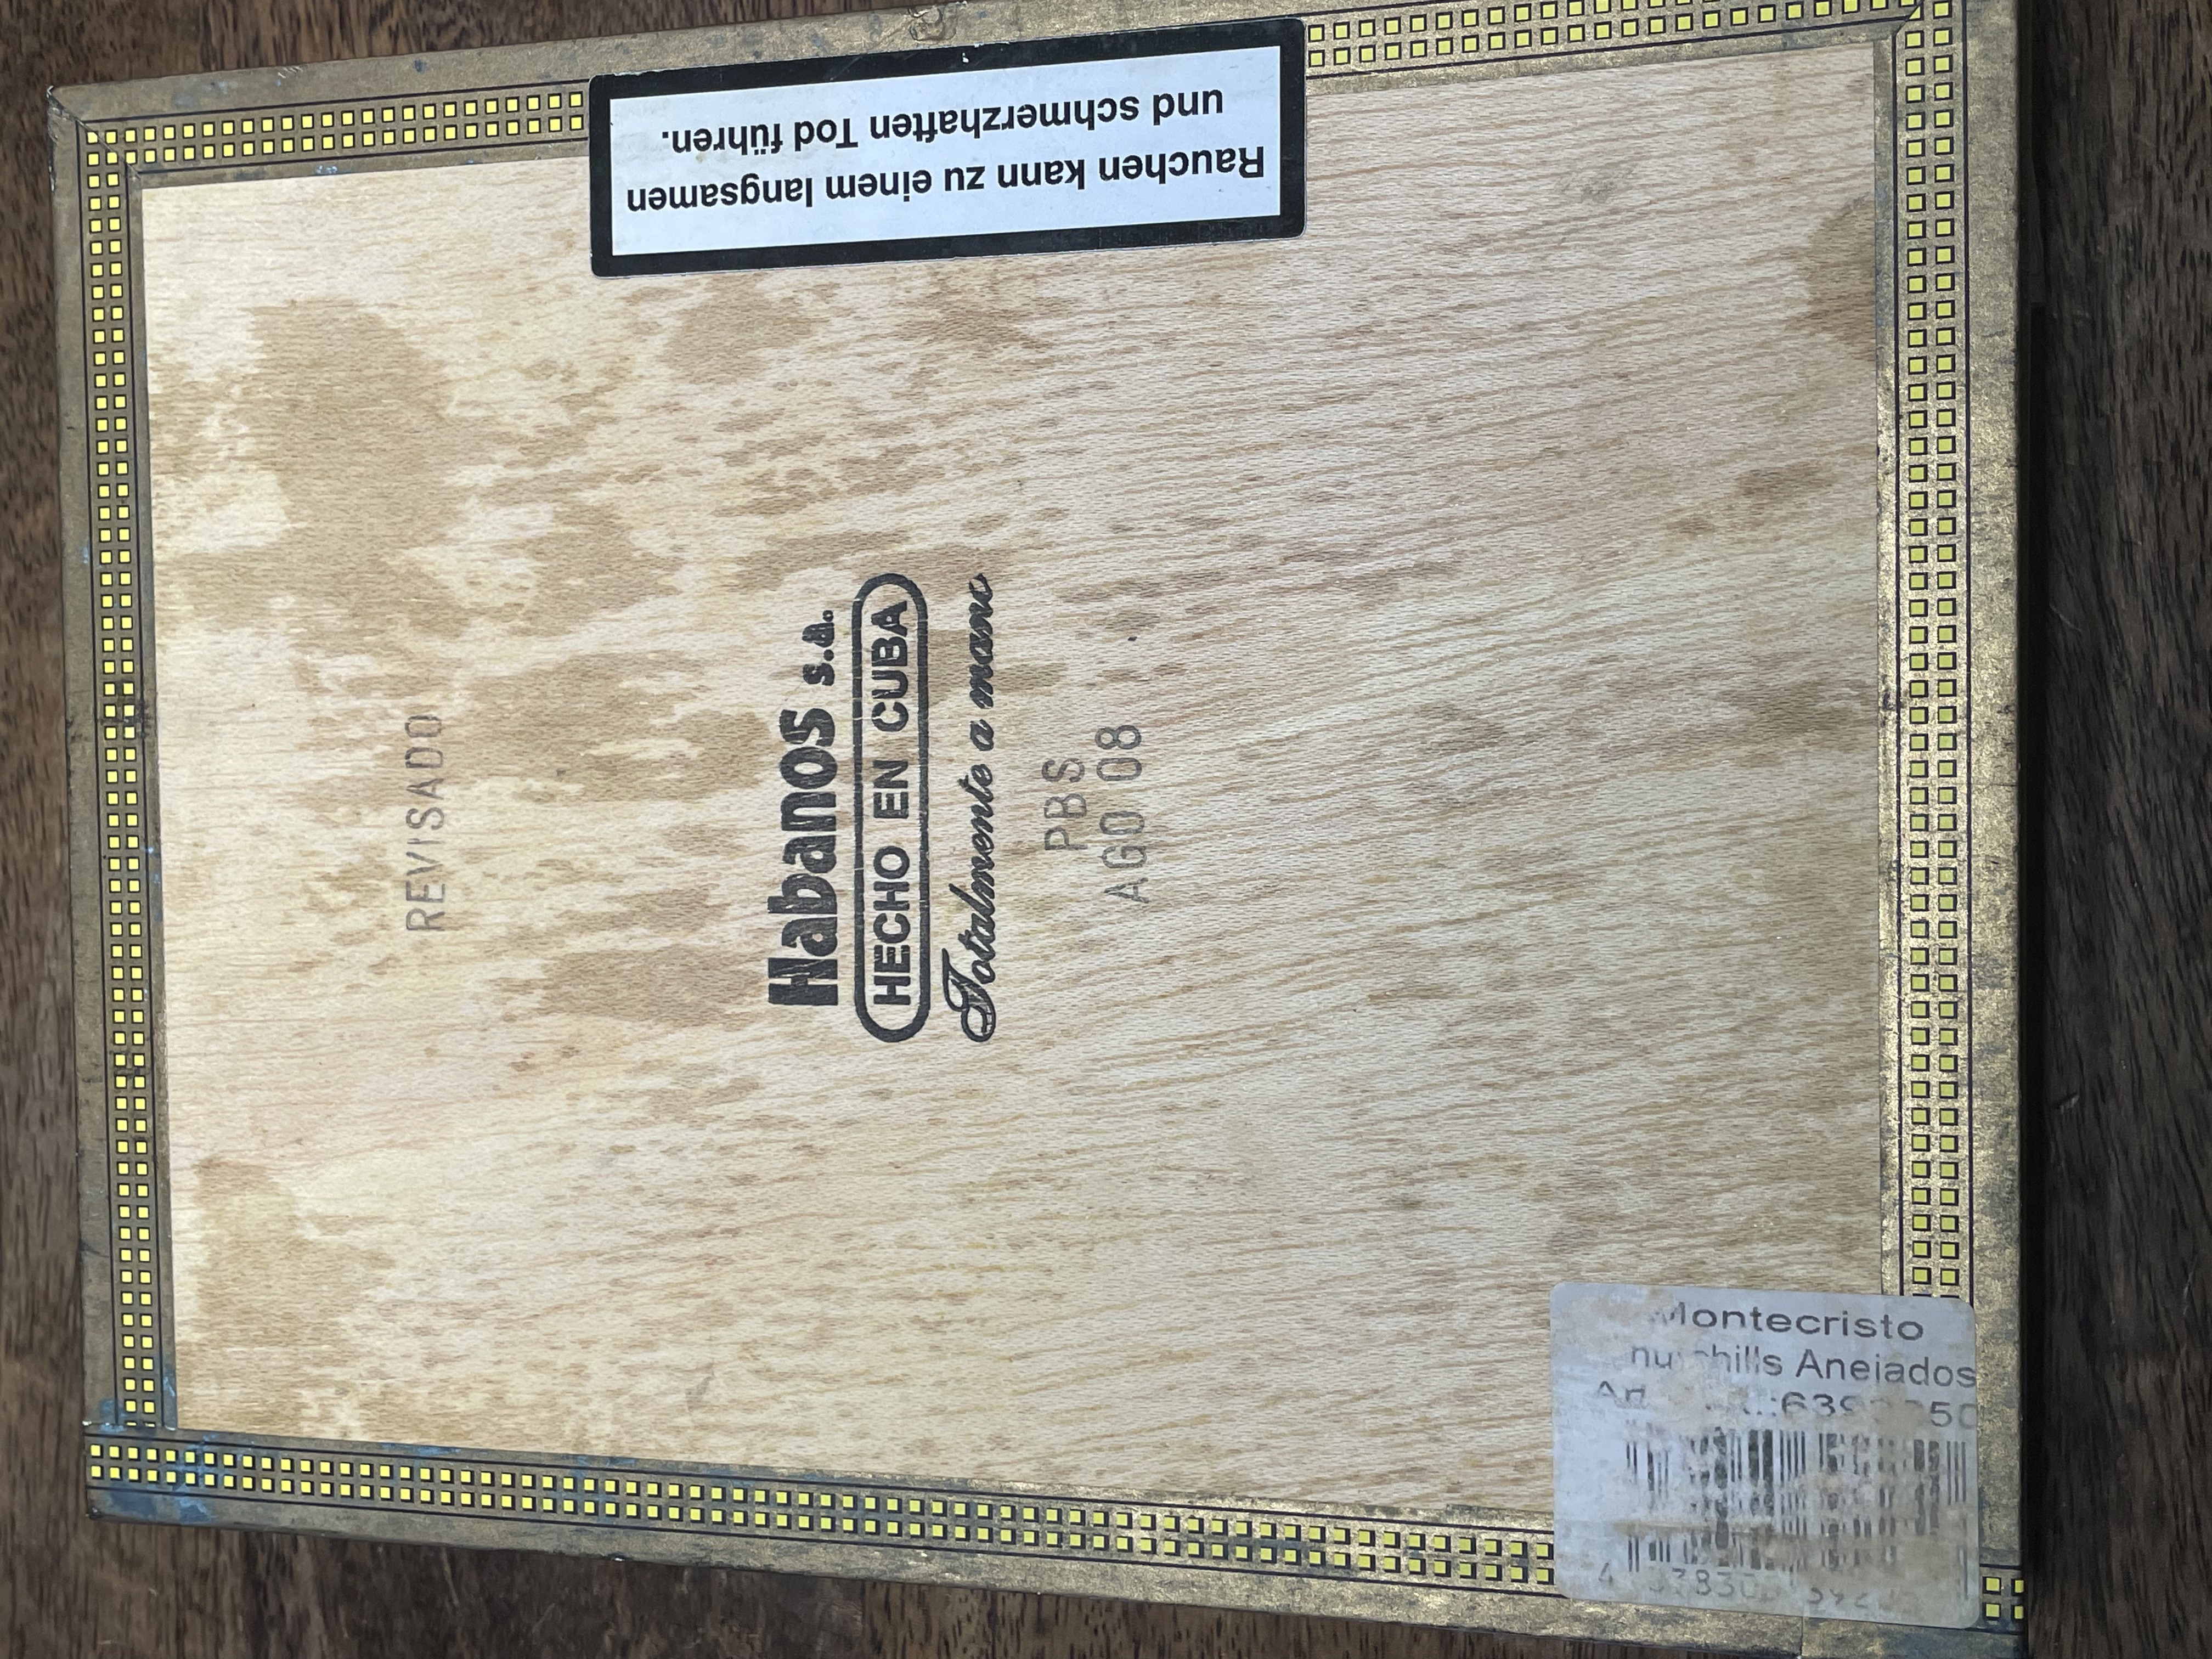 Rauchen kann zu einem langsamen
und schmerzhaften Tod führen.
REVISADO
Habanos s.a.
HECHO EN CUBA
Totalmente a mano
PBS
AGO 08
Montecristo
Anejados